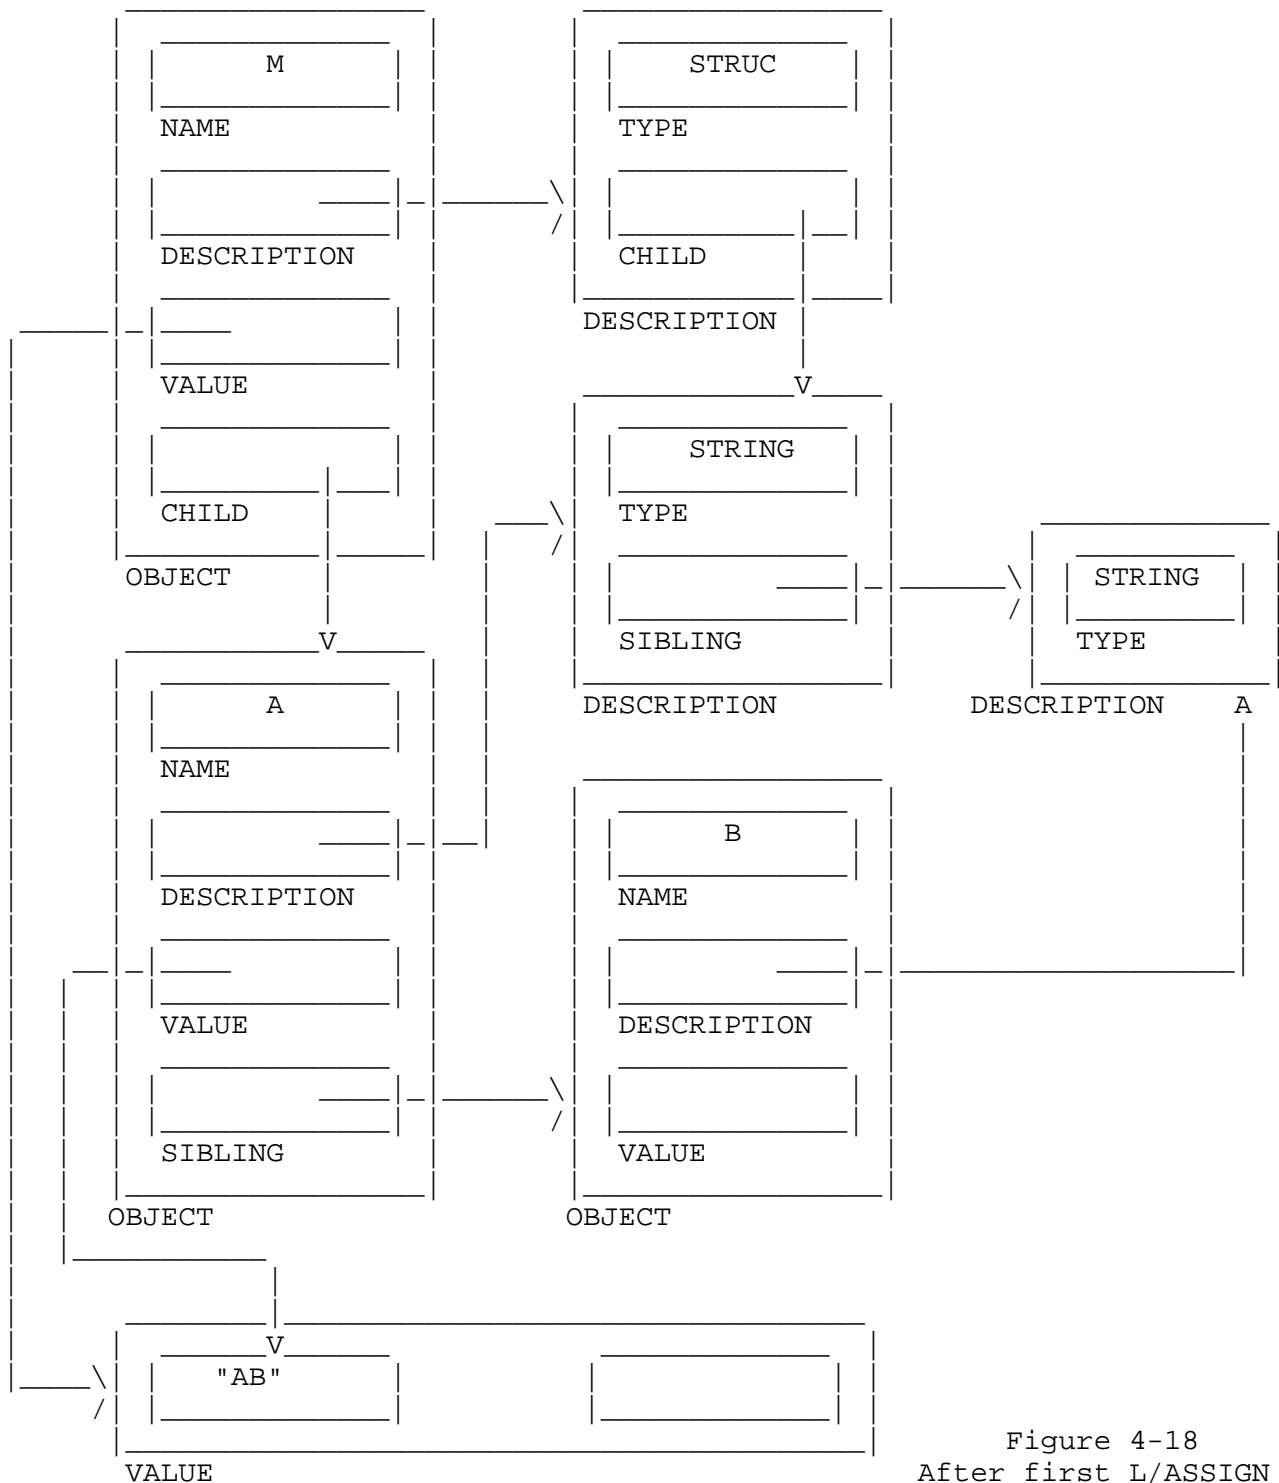 M STRUC
NAME TYPE
DESCRIPTION CHILD
DESCRIPTION
VALUE V
STRING
CHILD TYPE
OBJECT STRING
V SIBLING TYPE
A DESCRIPTION DESCRIPTION A
NAME
B
DESCRIPTION NAME
VALUE DESCRIPTION
SIBLING VALUE
OBJECT OBJECT
V
"AB"
Figure 4-18
VALUE After first L/ASSIGN